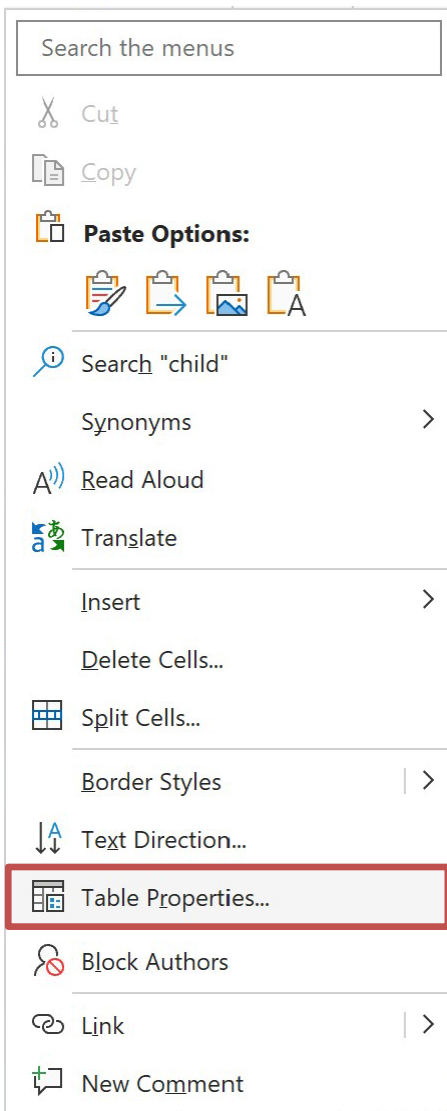 Search the menus
Cut
Copy
Paste Options:
Search "child"
Synonyms
Read Aloud
Translate
Insert
Delete Cells...
Split Cells...
Border Styles
Text Direction...
Table Properties...
Block Authors
Link
New Comment